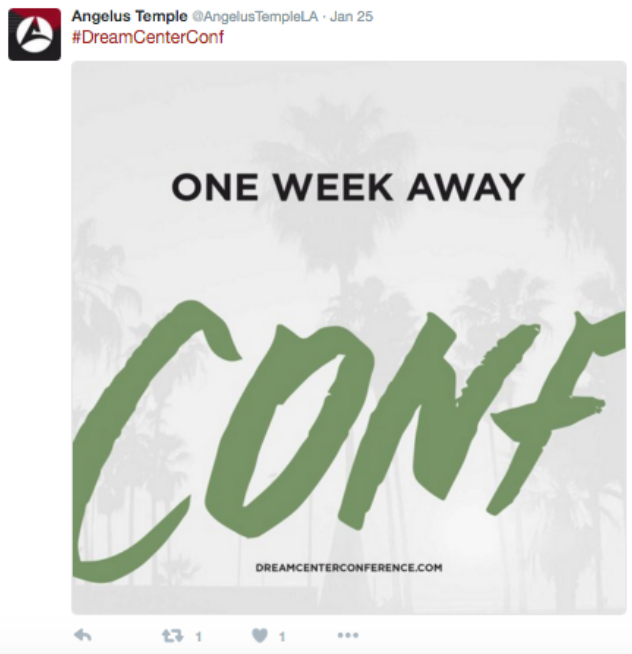 Angelus Temple @AngelusTempleLA · Jan 25
#DreamCenterConf
ONE WEEK AWAY
CONF
DREAMCENTERCONFERENCE.COM
1 1